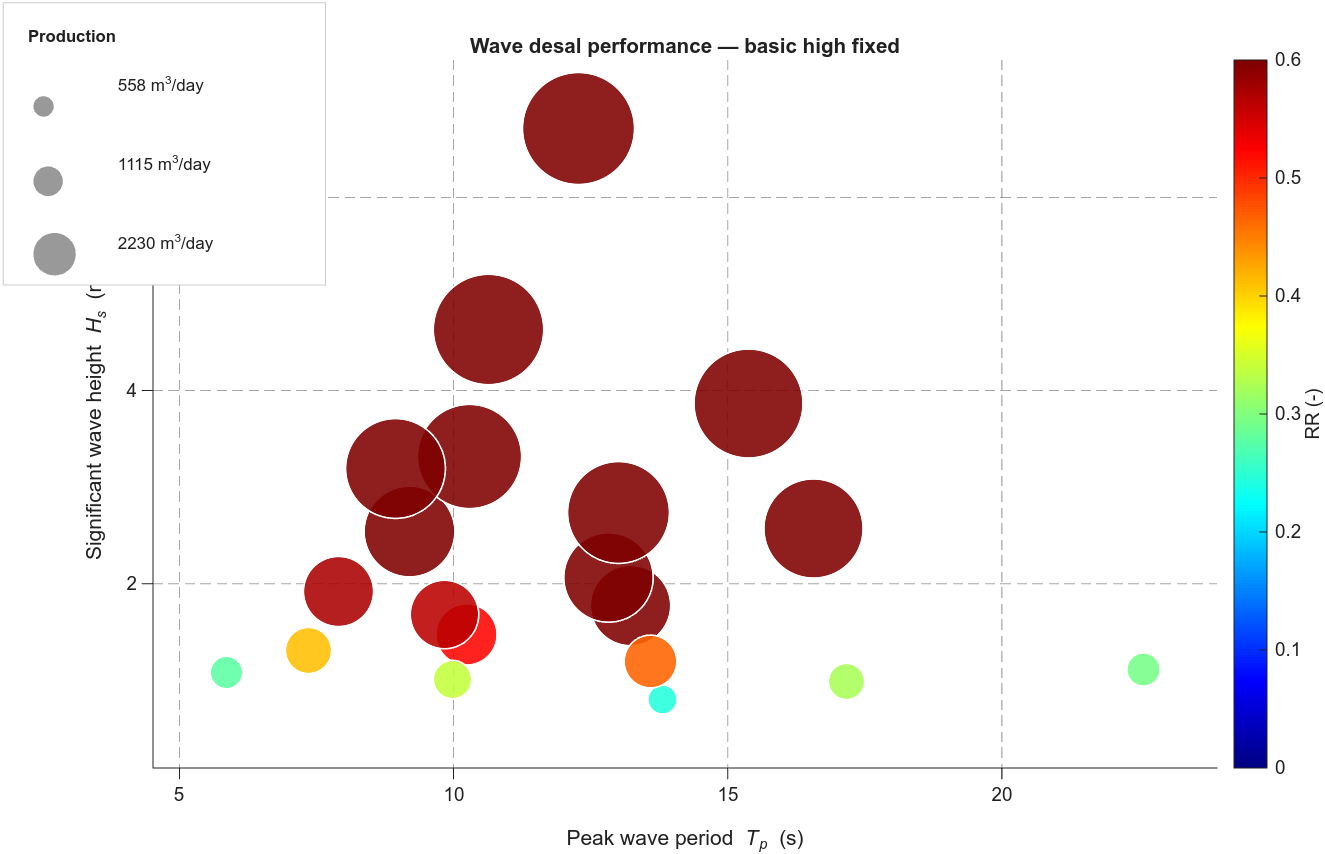 Production
558 m³/day
1115 m³/day
2230 m³/day
Wave desal performance — basic high fixed
Significant wave height Hₛ
4
2
5
10
15
20
Peak wave period Tₚ (s)
0.6
0.5
0.4
0.3
0.2
0.1
0
RR (-)